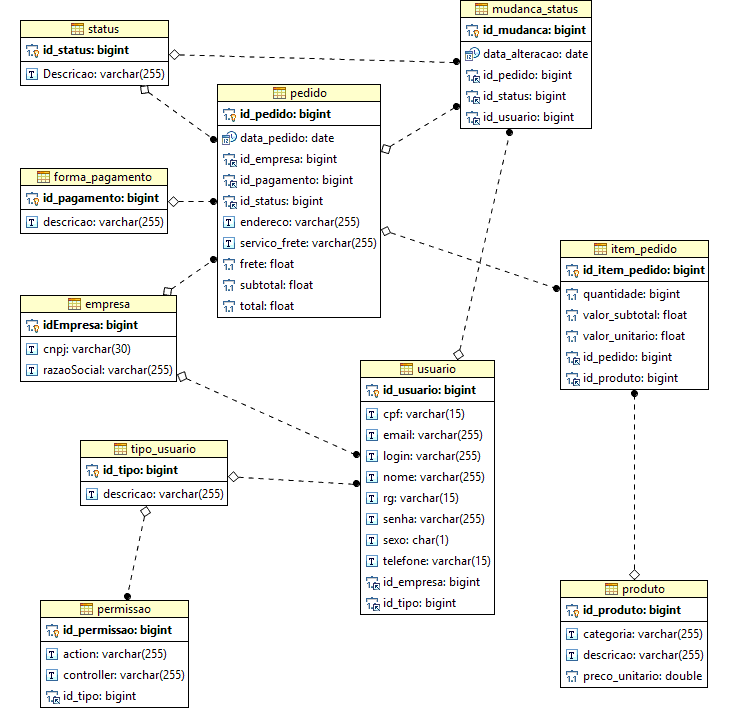 status
id_status: bigint
Descricao: varchar(255)
mudanca_status
id_mudanca: bigint
data_alteracao: date
id_pedido: bigint
id_status: bigint
id_usuario: bigint
pedido
id_pedido: bigint
data_pedido: date
id_empresa: bigint
id_pagamento: bigint
id_status: bigint
endereco: varchar(255)
servico_frete: varchar(255)
frete: float
subtotal: float
total: float
forma_pagamento
id_pagamento: bigint
descricao: varchar(255)
item_pedido
id_item_pedido: bigint
quantidade: bigint
valor_subtotal: float
valor_unitario: float
id_pedido: bigint
id_produto: bigint
empresa
idEmpresa: bigint
cnpj: varchar(30)
razaoSocial: varchar(255)
usuario
id_usuario: bigint
cpf: varchar(15)
email: varchar(255)
login: varchar(255)
nome: varchar(255)
rg: varchar(15)
senha: varchar(255)
sexo: char(1)
telefone: varchar(15)
id_empresa: bigint
id_tipo: bigint
tipo_usuario
id_tipo: bigint
descricao: varchar(255)
permissao
id_permissao: bigint
action: varchar(255)
controller: varchar(255)
id_tipo: bigint
produto
id_produto: bigint
categoria: varchar(255)
descricao: varchar(255)
preco_unitario: double